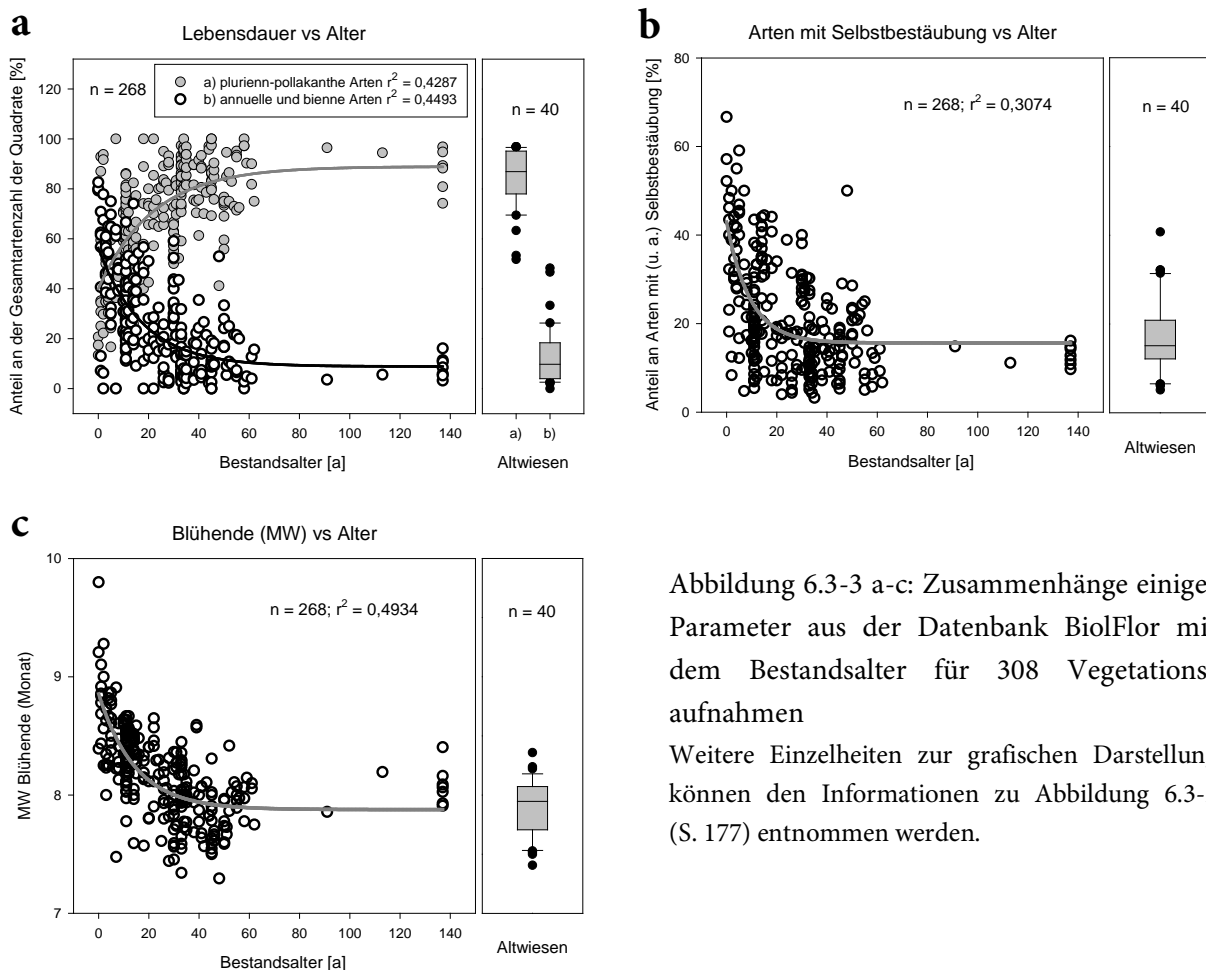 a
Lebensdauer vs Alter
Anteil an der Gesamtartenzahl der Quadrate [%]
120
100
80
60
40
20
0
n = 268
a) plurienn-pollakanthe Arten r² = 0,4287
b) annuelle und bienne Arten r² = 0,4493
n = 40
0 20 40 60 80 100 120 140
a) b)
Bestandsalter [a]
Altwiesen
b
Arten mit Selbstbestäubung vs Alter
Anteil an Arten mit (u. a.) Selbstbestäubung [%]
80
60
40
20
0
n = 268; r² = 0,3074
n = 40
0 20 40 60 80 100 120 140
Bestandsalter [a]
Altwiesen
c
Blühende (MW) vs Alter
MW Blühende (Monat)
10
9
8
7
n = 268; r² = 0,4934
n = 40
0 20 40 60 80 100 120 140
Bestandsalter [a]
Altwiesen
Abbildung 6.3-3 a-c: Zusammenhänge einige
Parameter aus der Datenbank BiolFlor mi
dem Bestandsalter für 308 Vegetations
aufnahmen
Weitere Einzelheiten zur grafischen Darstellun
können den Informationen zu Abbildung 6.3-
(S. 177) entnommen werden.